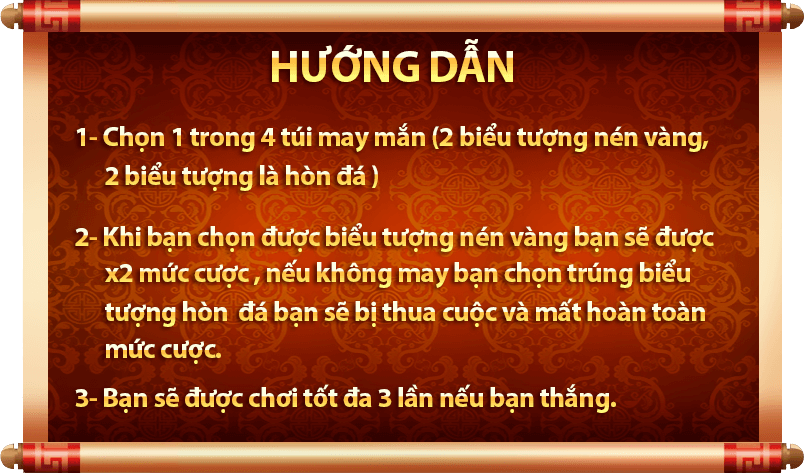 HƯỚNG DẪN
1- Chọn 1 trong 4 túi may mắn (2 biểu tượng nén vàng,
2 biểu tượng là hòn đá )
2- Khi bạn chọn được biểu tượng nén vàng bạn sẽ được
x2 mức cược , nếu không may bạn chọn trúng biểu
tượng hòn đá bạn sẽ bị thua cuộc và mất hoàn toàn
mức cược.
3- Bạn sẽ được chơi tốt đa 3 lần nếu bạn thắng.